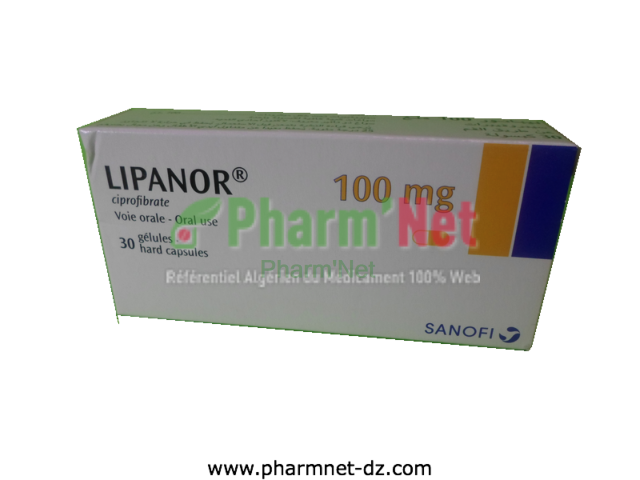 LIPANOR®
ciprofibrate
Voie orale - Oral use
30 gélules
hard capsules
100 mg
Pharm'Net
Pharm'Net
Référentiel Algérien du Médicament 100% Web
SANOFI
www.pharmnet-dz.com